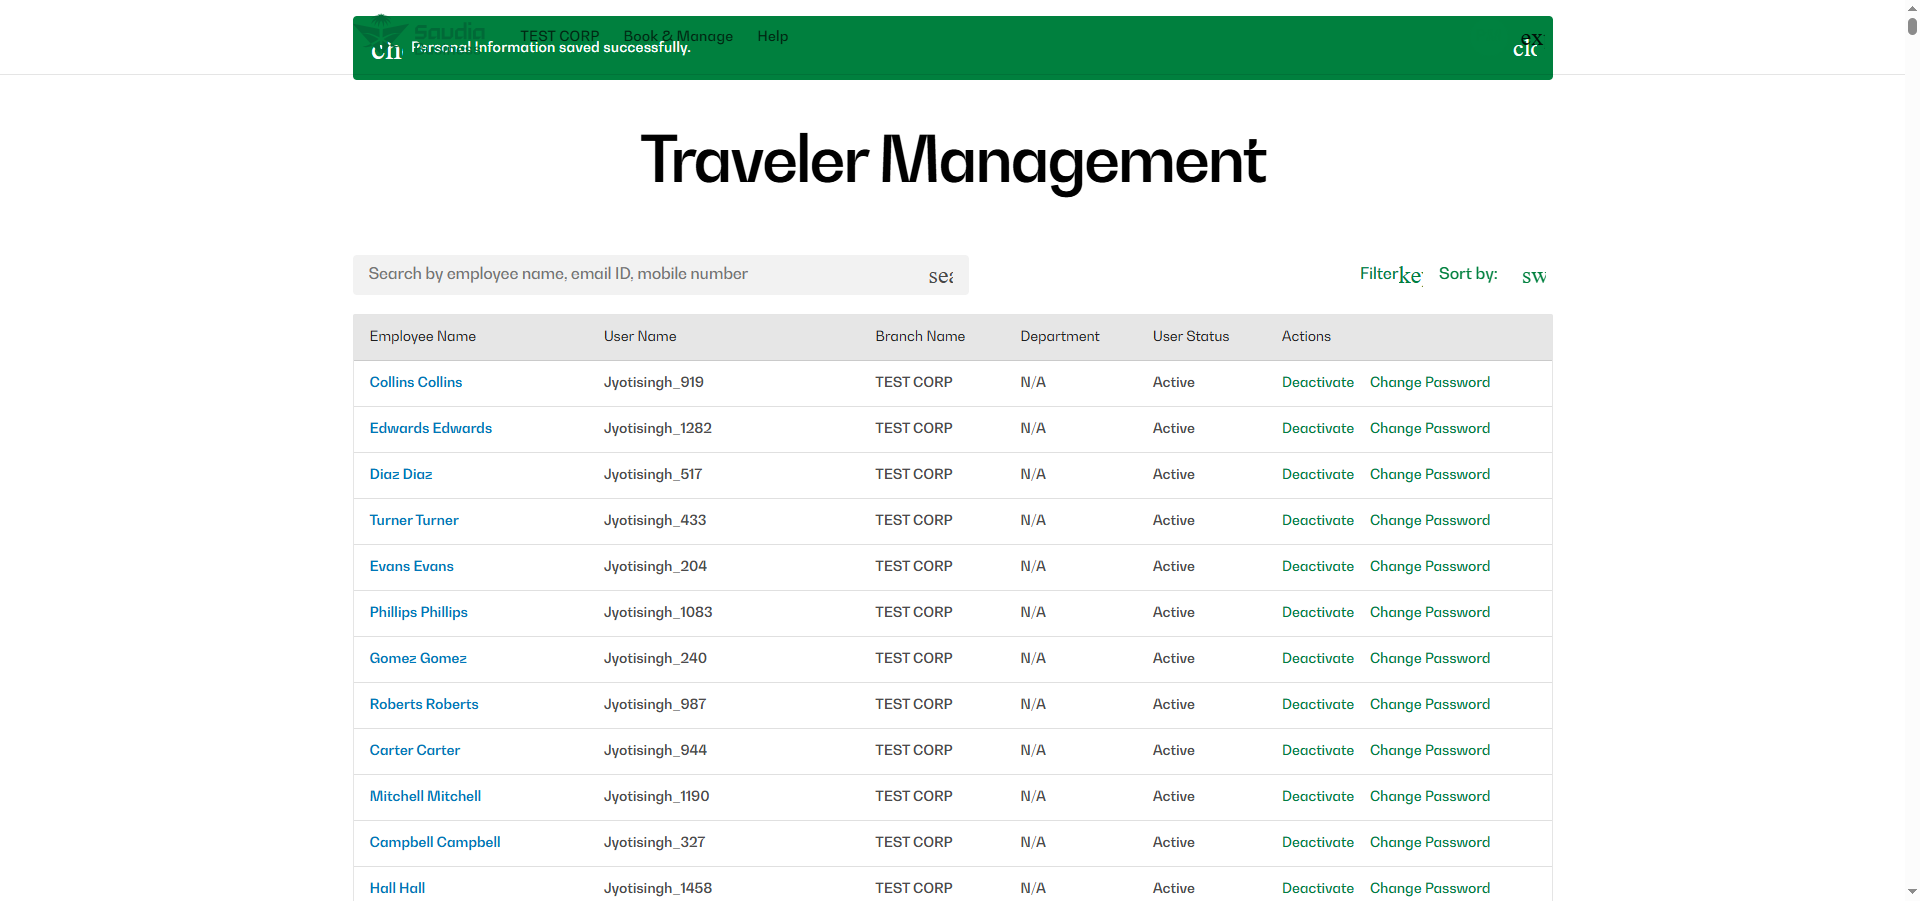 Saudia
TEST CORP Book & Manage Help
Personal Information saved successfully.
Traveler Management
Search by employee name, email ID, mobile number
Filter Sort by:
Employee Name User Name Branch Name Department User Status Actions
Collins Collins Jyotisingh_919 TEST CORP N/A Active Deactivate Change Password
Edwards Edwards Jyotisingh_1282 TEST CORP N/A Active Deactivate Change Password
Diaz Diaz Jyotisingh_517 TEST CORP N/A Active Deactivate Change Password
Turner Turner Jyotisingh_433 TEST CORP N/A Active Deactivate Change Password
Evans Evans Jyotisingh_204 TEST CORP N/A Active Deactivate Change Password
Phillips Phillips Jyotisingh_1083 TEST CORP N/A Active Deactivate Change Password
Gomez Gomez Jyotisingh_240 TEST CORP N/A Active Deactivate Change Password
Roberts Roberts Jyotisingh_987 TEST CORP N/A Active Deactivate Change Password
Carter Carter Jyotisingh_944 TEST CORP N/A Active Deactivate Change Password
Mitchell Mitchell Jyotisingh_1190 TEST CORP N/A Active Deactivate Change Password
Campbell Campbell Jyotisingh_327 TEST CORP N/A Active Deactivate Change Password
Hall Hall Jyotisingh_1458 TEST CORP N/A Active Deactivate Change Password